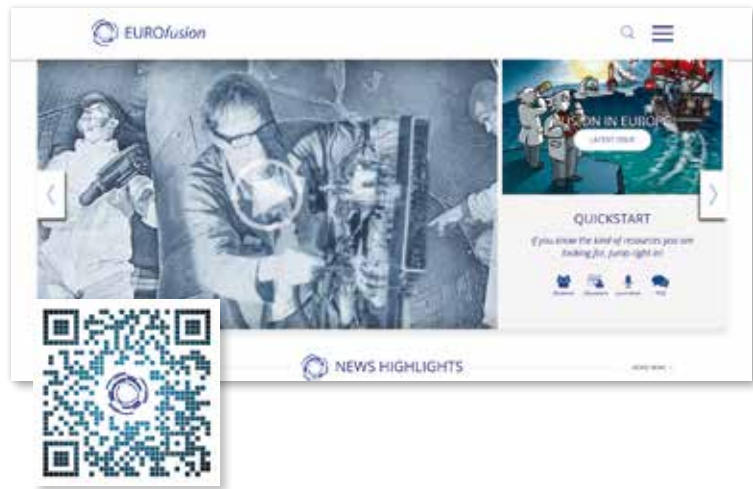 EUROfusion
FUSION IN EUROPE
LATEST ISSUE
QUICKSTART
If you know the kind of resources you are
looking for, jump right in!
NEWS HIGHLIGHTS